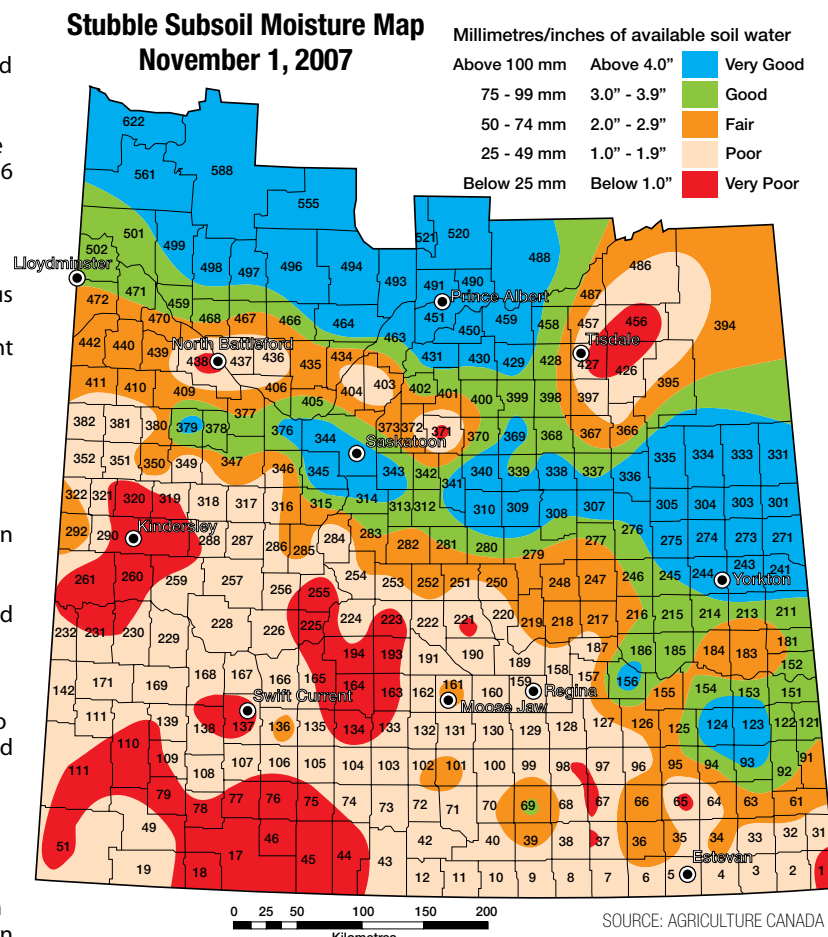 Stubble Subsoil Moisture Map
November 1, 2007
Millimetres/inches of available soil water
Above 100 mm Above 4.0” Very Good
75 - 99 mm 3.0” - 3.9” Good
50 - 74 mm 2.0” - 2.9” Fair
25 - 49 mm 1.0” - 1.9” Poor
Below 25 mm Below 1.0” Very Poor
622
561 588
555
501 502 499 521 520 488
498 497 496 494 493 491 490 486
Lloydminster
Prince Albert
472 471 459 487
470 468 467 466 464 463 451 450 459 458 457 456 394
North Battleford
Tisdale
442 440 439 438 437 436 435 434 431 430 429 428 427 426
411 410 409 406 404 403 402 401 400 399 398 397 395
405
382 381 380 379 378 377 376 344 373 372 371 370 369 368 367 366
Saskatoon
352 351 350 349 347 346 345 343 342 341 340 339 338 337 336 335 334 333 331
322 321 320 319 318 317 316 315 314 313 312 310 309 308 307 305 304 303 301
Kindersley
292 290 288 287 286 285 284 283 282 281 280 279 277 276 275 274 273 271
261 260 259 257 256 255 254 253 252 251 250 248 247 246 245 244 243 241
Yorkton
232 231 230 229 228 226 225 224 223 222 221 220 219 218 217 216 215 214 213 211
194 193 191 190 189 187 186 185 184 183 181
142 171 169 168 167 166 165 164 163 162 161 160 159 158 157 156 155 154 153 152 151
Swift Current
Moose Jaw
Regina
111 139 138 137 136 135 134 133 132 131 130 129 128 127 126 125 124 123 122 121
111 110 109 108 107 106 105 104 103 102 101 100 99 98 97 96 95 94 93 92 91
79 78 77 76 75 74 73 72 71 70 69 68 67 66 65 64 63 61
51 49 46 42 40 39 38 37 36 35 34 33 32 31
Estevan
19 18 17 45 44 43 12 11 10 9 8 7 6 5 4 3 2 1
0 25 50 100 150 200
Kilometres
SOURCE: AGRICULTURE CANADA